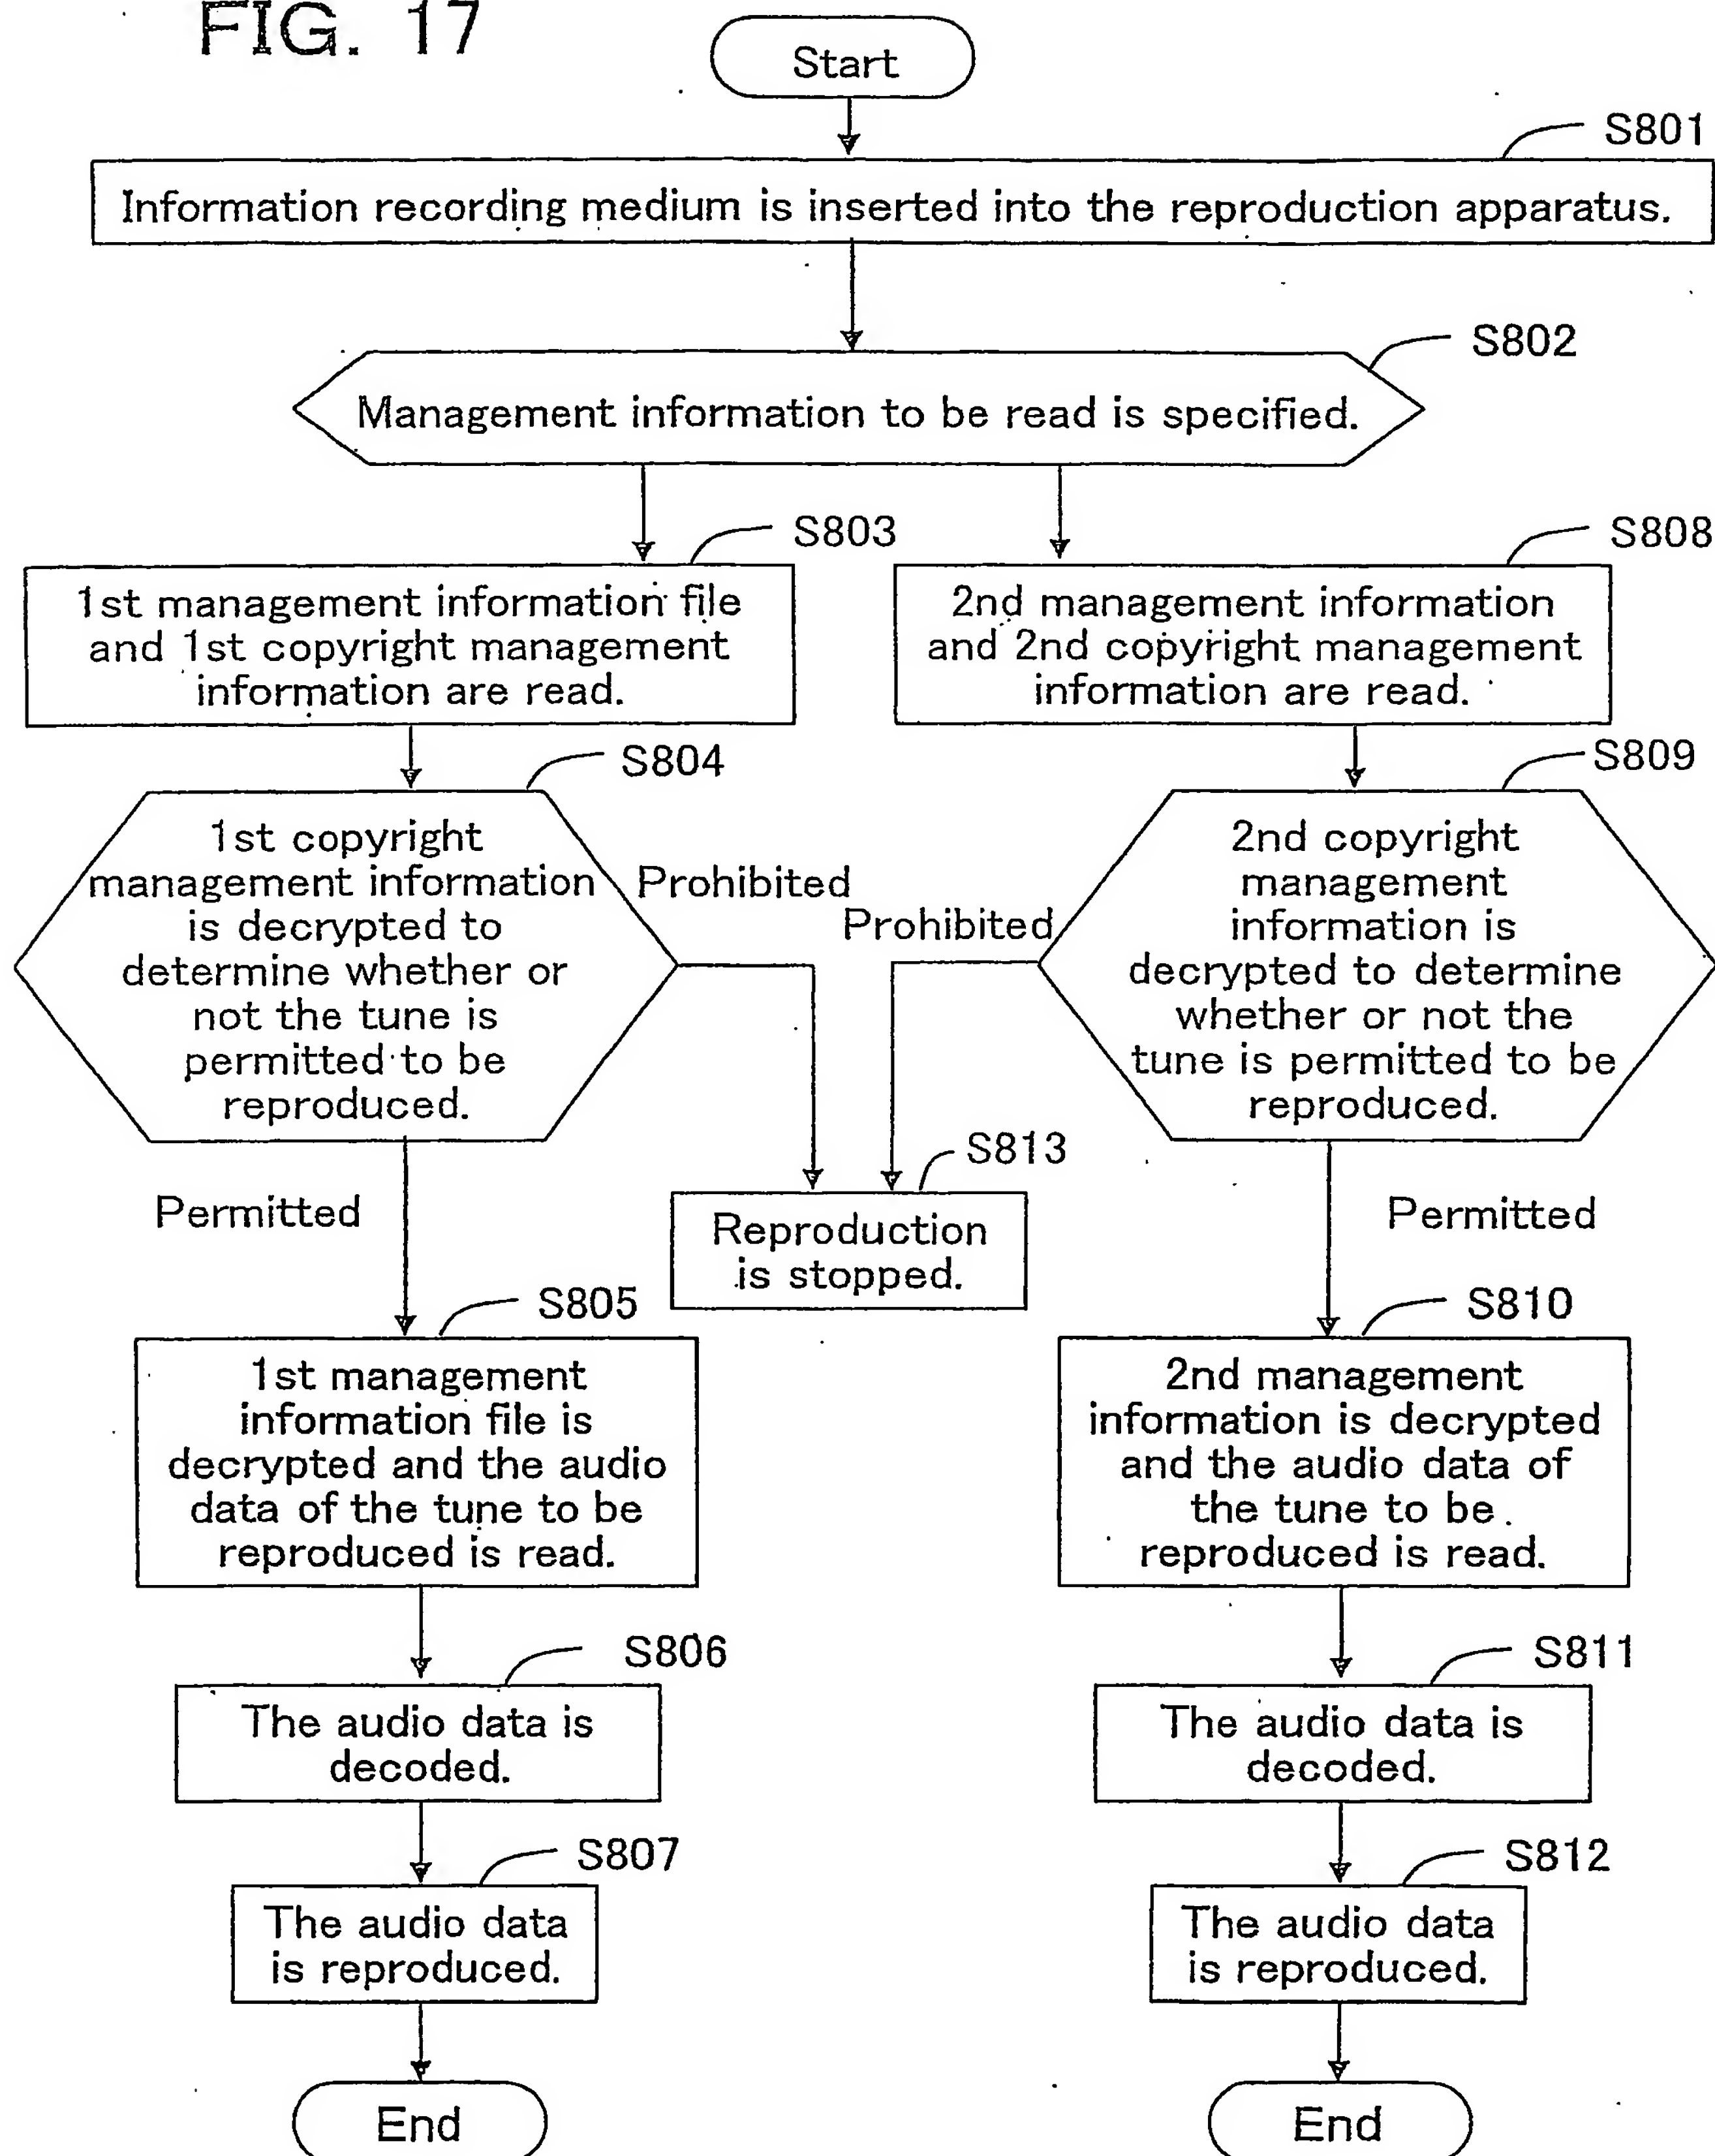 FIG. 17
Start
S801
Information recording medium is inserted into the reproduction apparatus.
S802
Management information to be read is specified.
S803
1st management information file
and 1st copyright management
information are read.
S808
2nd management information
and 2nd copyright management
information are read.
S804
1st copyright
management information
is decrypted to
determine whether or
not the tune is
permitted to be
reproduced.
Prohibited
S809
2nd copyright
management
information is
decrypted to determine
whether or not the
tune is permitted to be
reproduced.
Prohibited
S813
Reproduction
is stopped.
Permitted
Permitted
S805
1st management
information file is
decrypted and the audio
data of the tune to be
reproduced is read.
S810
2nd management
information is decrypted
and the audio data of
the tune to be
reproduced is read.
S806
The audio data is
decoded.
S811
The audio data is
decoded.
S807
The audio data
is reproduced.
S812
The audio data
is reproduced.
End
End